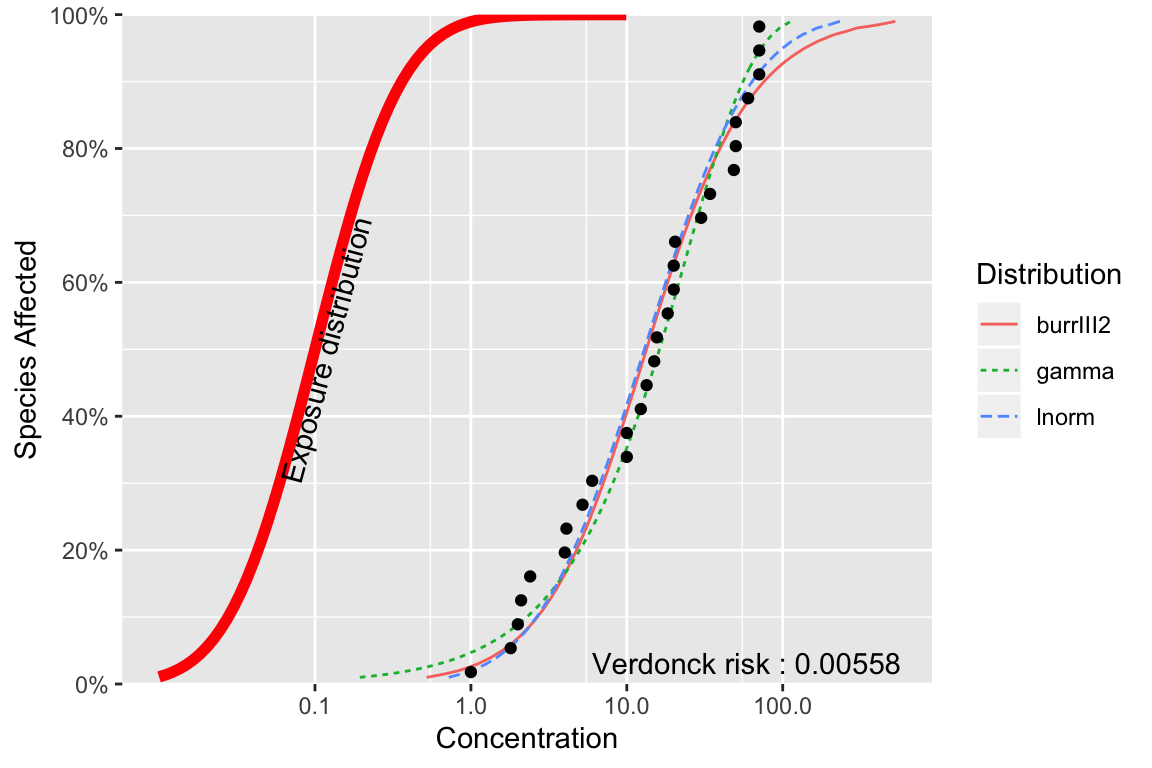 100%
80%
60%
40%
20%
0%
Species Affected
Exposure distribution
Verdonck risk : 0.00558
0.1
1.0
10.0
100.0
Concentration
Distribution
burrIII2
gamma
lnorm